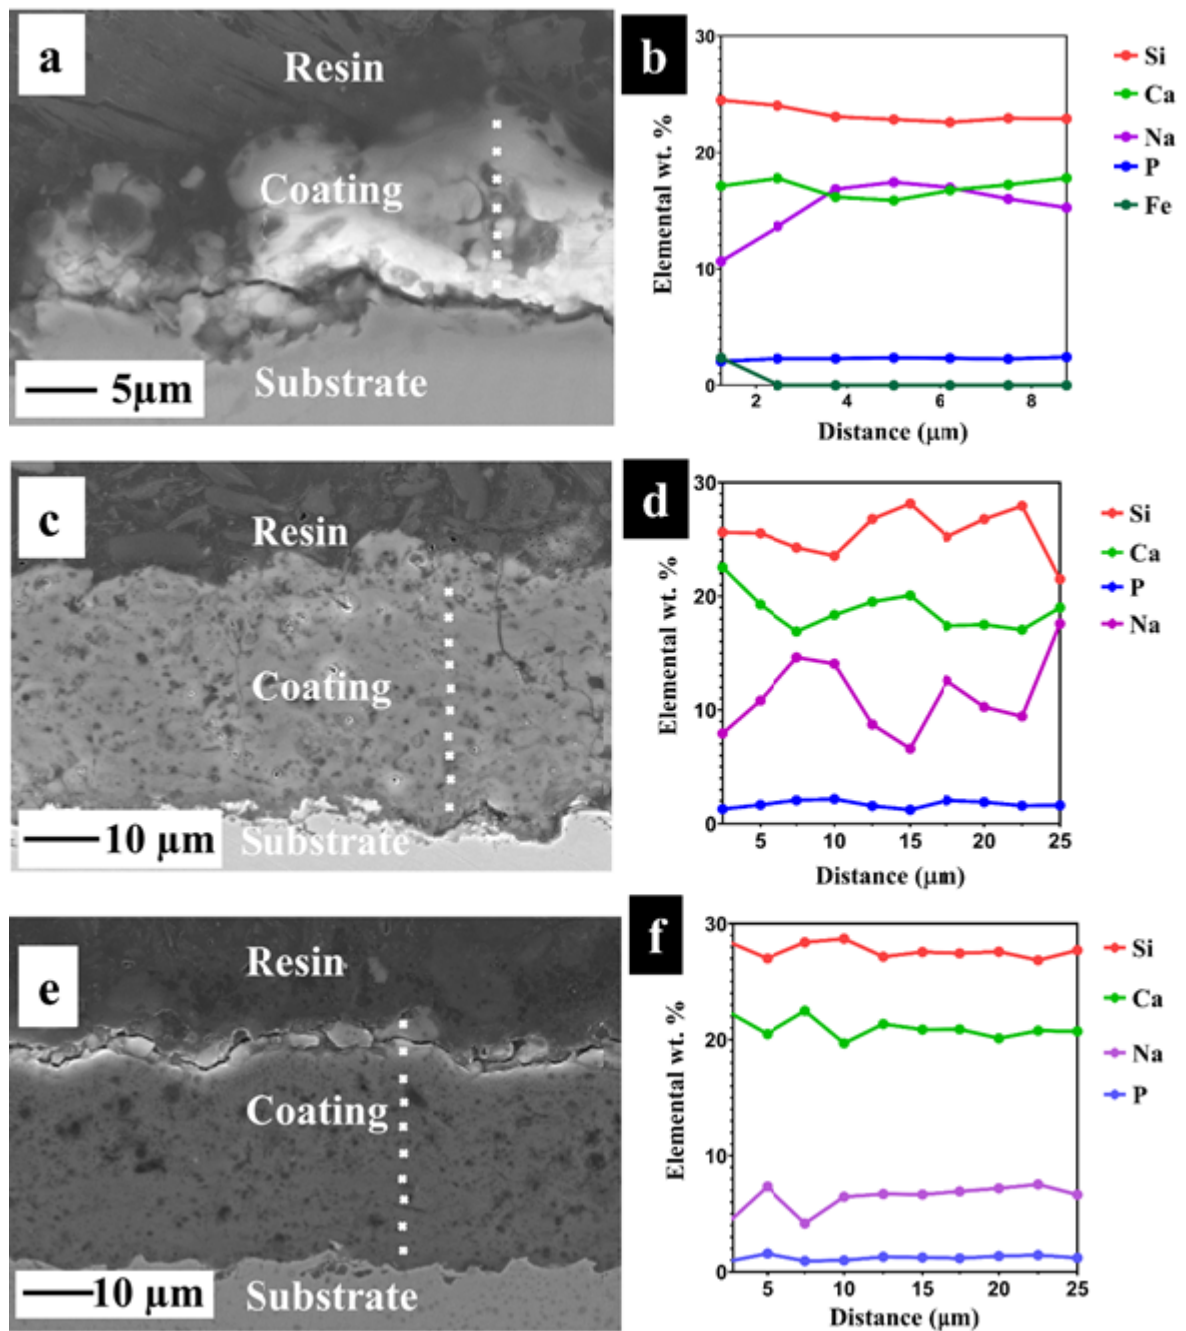 a
Resin
Coating
5μm
Substrate
b
30
20
10
0
Elemental wt. %
2 4 6 8
Distance (μm)
Si
Ca
Na
P
Fe
c
Resin
Coating
10 μm
Substrate
d
30
20
10
0
Elemental wt. %
5 10 15 20 25
Distance (μm)
Si
Ca
P
Na
e
Resin
Coating
10 μm
Substrate
f
30
20
10
0
Elemental wt. %
5 10 15 20 25
Distance (μm)
Si
Ca
Na
P